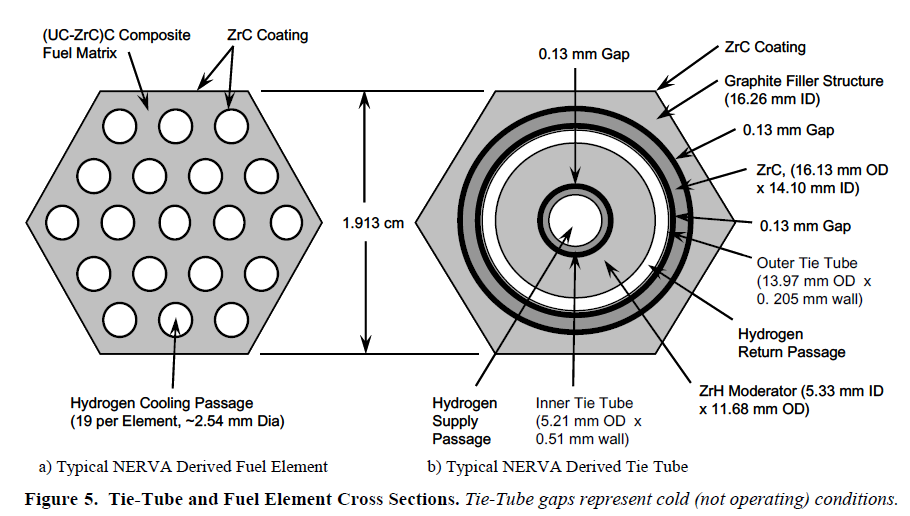 (UC-ZrC)C Composite
Fuel Matrix
ZrC Coating
1.913 cm
Hydrogen Cooling Passage
(19 per Element, ~2.54 mm Dia)
a) Typical NERVA Derived Fuel Element
0.13 mm Gap
ZrC Coating
Graphite Filler Structure
(16.26 mm ID)
0.13 mm Gap
ZrC, (16.13 mm OD
x 14.10 mm ID)
0.13 mm Gap
Outer Tie Tube
(13.97 mm OD x
0. 205 mm wall)
Hydrogen
Return Passage
ZrH Moderator (5.33 mm ID
x 11.68 mm OD)
Hydrogen
Supply
Passage
Inner Tie Tube
(5.21 mm OD x
0.51 mm wall)
b) Typical NERVA Derived Tie Tube
Figure 5. Tie-Tube and Fuel Element Cross Sections. Tie-Tube gaps represent cold (not operating) conditions.